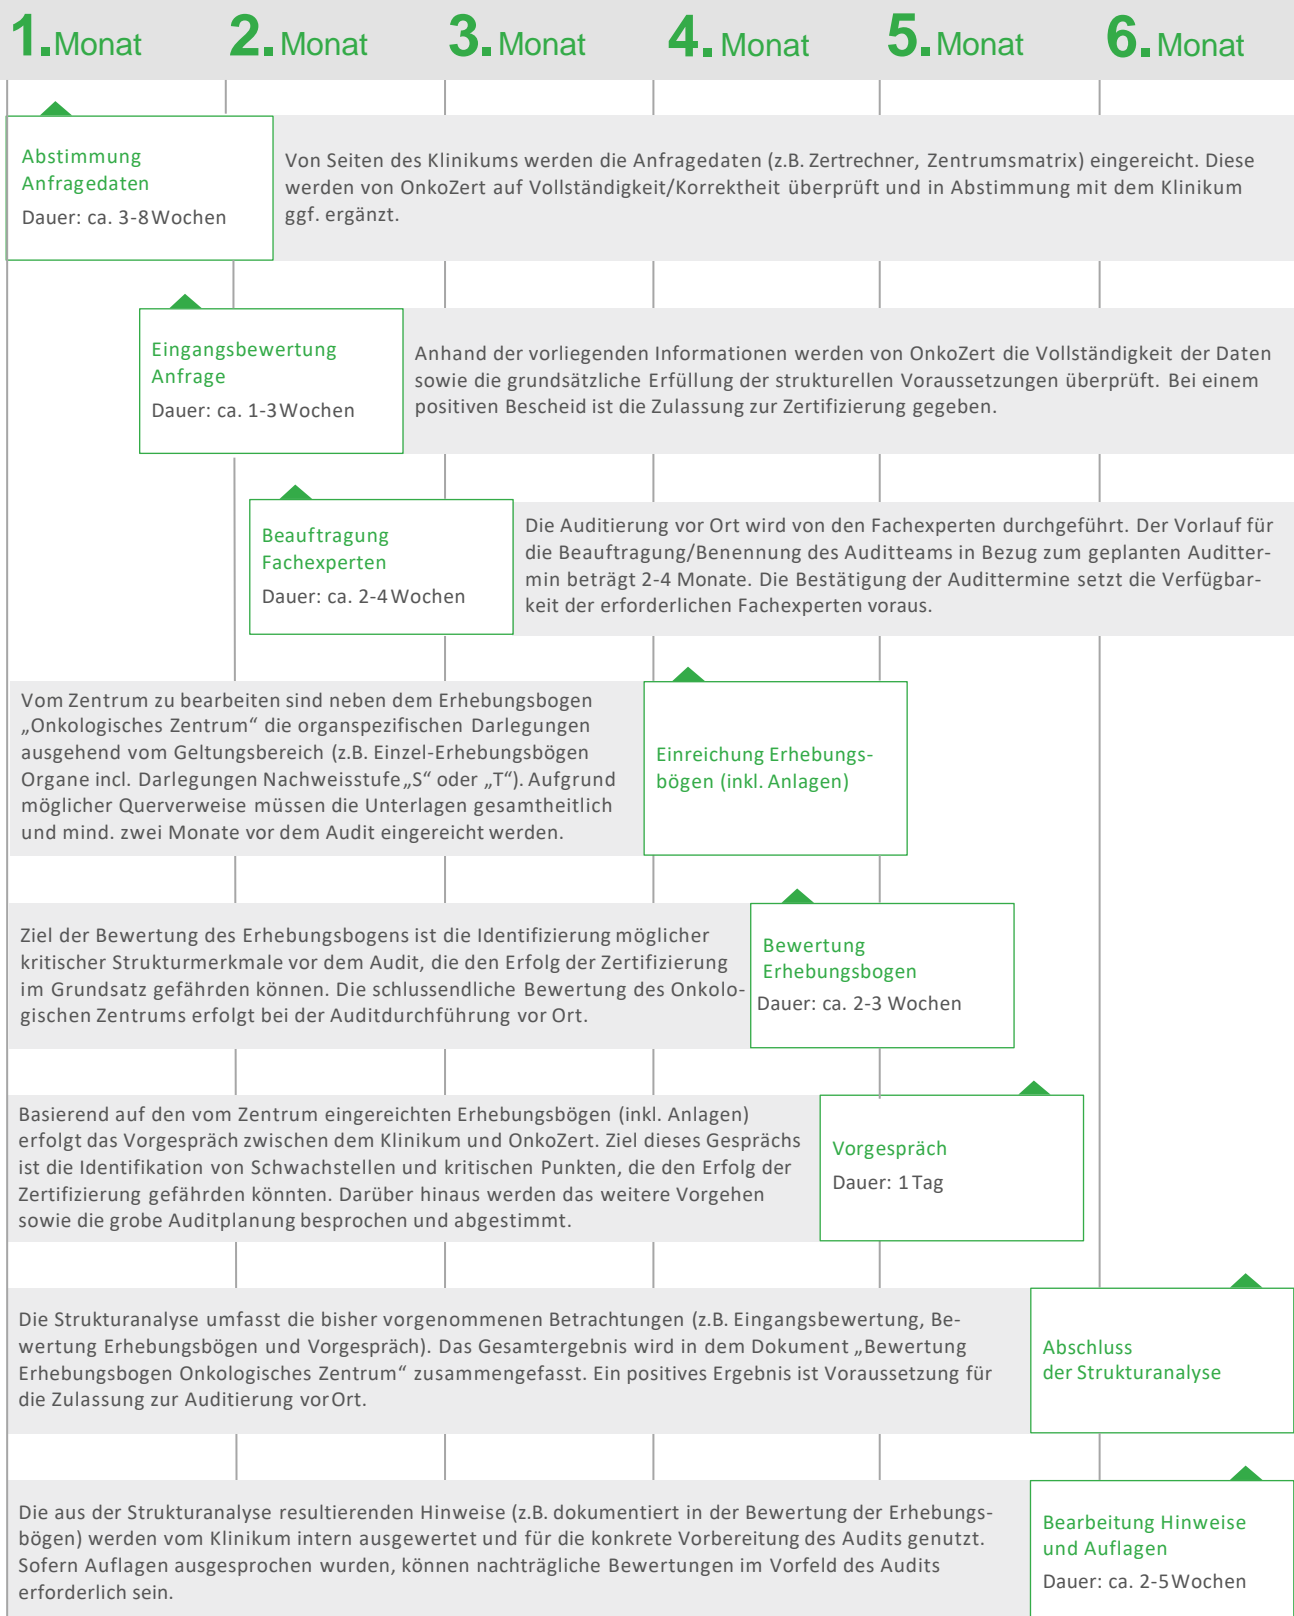 1. Monat 2. Monat 3. Monat 4. Monat 5. Monat 6. Monat
Abstimmung
Anfragedaten
Dauer: ca. 3-8 Wochen
Von Seiten des Klinikums werden die Anfragedaten (z.B. Zertrechner, Zentrumsmatrix) eingereicht. Diese
werden von OnkoZert auf Vollständigkeit/Korrektheit überprüft und in Abstimmung mit dem Klinikum
ggf. ergänzt.
Eingangsbewertung
Anfrage
Dauer: ca. 1-3 Wochen
Anhand der vorliegenden Informationen werden von OnkoZert die Vollständigkeit der Daten
sowie die grundsätzliche Erfüllung der strukturellen Voraussetzungen überprüft. Bei einem
positiven Bescheid ist die Zulassung zur Zertifizierung gegeben.
Beauftragung
Fachexperten
Dauer: ca. 2-4 Wochen
Die Auditierung vor Ort wird von den Fachexperten durchgeführt. Der Vorlauf für
die Beauftragung/Benennung des Auditteams in Bezug zum geplanten Auditter-
min beträgt 2-4 Monate. Die Bestätigung der Audittermine setzt die Verfügbar-
keit der erforderlichen Fachexperten voraus.
Vom Zentrum zu bearbeiten sind neben dem Erhebungsbogen
„Onkologisches Zentrum“ die organspezifischen Darlegungen
ausgehend vom Geltungsbereich (z.B. Einzel-Erhebungsbögen
Organe incl. Darlegungen Nachweisstufe „S“ oder „T“). Aufgrund
möglicher Querverweise müssen die Unterlagen gesamtheitlich
und mind. zwei Monate vor dem Audit eingereicht werden.
Einreichung Erhebungs-
bögen (inkl. Anlagen)
Ziel der Bewertung des Erhebungsbogens ist die Identifizierung möglicher
kritischer Strukturmerkmale vor dem Audit, die den Erfolg der Zertifizierung
im Grundsatz gefährden können. Die schlussendliche Bewertung des Onkolo-
gischen Zentrums erfolgt bei der Auditdurchführung vor Ort.
Bewertung
Erhebungsbogen
Dauer: ca. 2-3 Wochen
Basierend auf den vom Zentrum eingereichten Erhebungsbögen (inkl. Anlagen)
erfolgt das Vorgespräch zwischen dem Klinikum und OnkoZert. Ziel dieses Gesprächs
ist die Identifikation von Schwachstellen und kritischen Punkten, die den Erfolg der
Zertifizierung gefährden könnten. Darüber hinaus werden das weitere Vorgehen
sowie die grobe Auditplanung besprochen und abgestimmt.
Vorgespräch
Dauer: 1 Tag
Die Strukturanalyse umfasst die bisher vorgenommenen Betrachtungen (z.B. Eingangsbewertung, Be-
wertung Erhebungsbögen und Vorgespräch). Das Gesamtergebnis wird in dem Dokument „Bewertung
Erhebungsbogen Onkologisches Zentrum“ zusammengefasst. Ein positives Ergebnis ist Voraussetzung für
die Zulassung zur Auditierung vor Ort.
Abschluss
der Strukturanalyse
Die aus der Strukturanalyse resultierenden Hinweise (z.B. dokumentiert in der Bewertung der Erhebungs-
bögen) werden vom Klinikum intern ausgewertet und für die konkrete Vorbereitung des Audits genutzt.
Sofern Auflagen ausgesprochen wurden, können nachträgliche Bewertungen im Vorfeld des Audits
erforderlich sein.
Bearbeitung Hinweise
und Auflagen
Dauer: ca. 2-5 Wochen